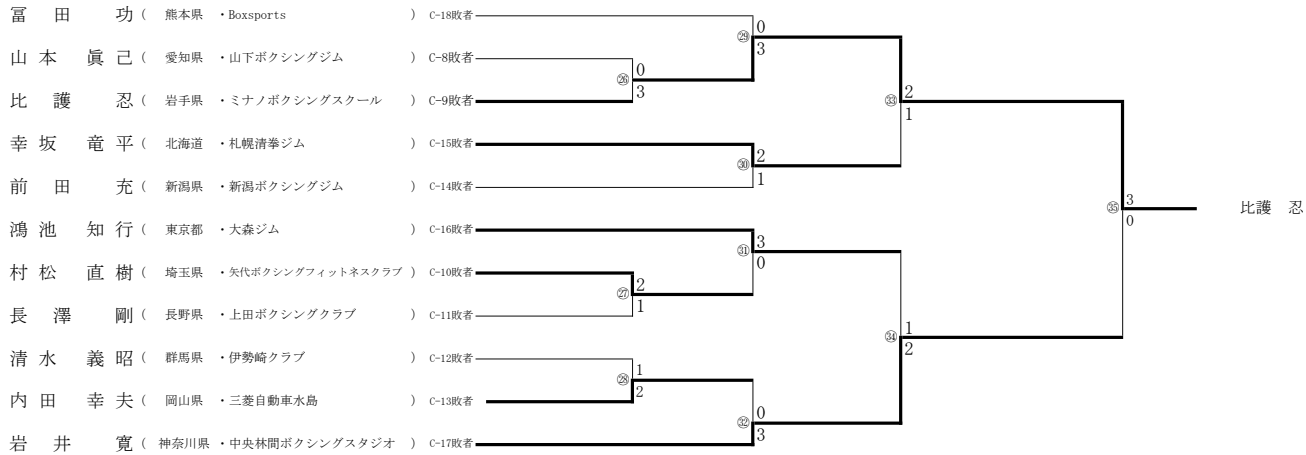 冨田 功 ( 熊本県 ・Boxsports ) C-18敗者
山本 眞己 ( 愛知県 ・山下ボクシングジム ) C-8敗者
比護 忍 ( 岩手県 ・ミナノボクシングスクール ) C-9敗者
幸坂 竜平 ( 北海道 ・札幌清拳ジム ) C-15敗者
前田 充 ( 新潟県 ・新潟ボクシングジム ) C-14敗者
鴻池 知行 ( 東京都 ・大森ジム ) C-16敗者
村松 直樹 ( 埼玉県 ・矢代ボクシングフィットネスクラブ ) C-10敗者
長澤 剛 ( 長野県 ・上田ボクシングクラブ ) C-11敗者
清水 義昭 ( 群馬県 ・伊勢崎クラブ ) C-12敗者
内田 幸夫 ( 岡山県 ・三菱自動車水島 ) C-13敗者
岩井 寛 ( 神奈川県 ・中央林間ボクシングスタジオ ) C-17敗者
㉖ 0 3
㉗ 2 1
㉘ 1 2
㉙ 0 3
㉚ 2 1
㉛ 3 0
㉜ 0 3
㉝ 2 1
㉞ 1 2
㉟ 3 0
比護 忍